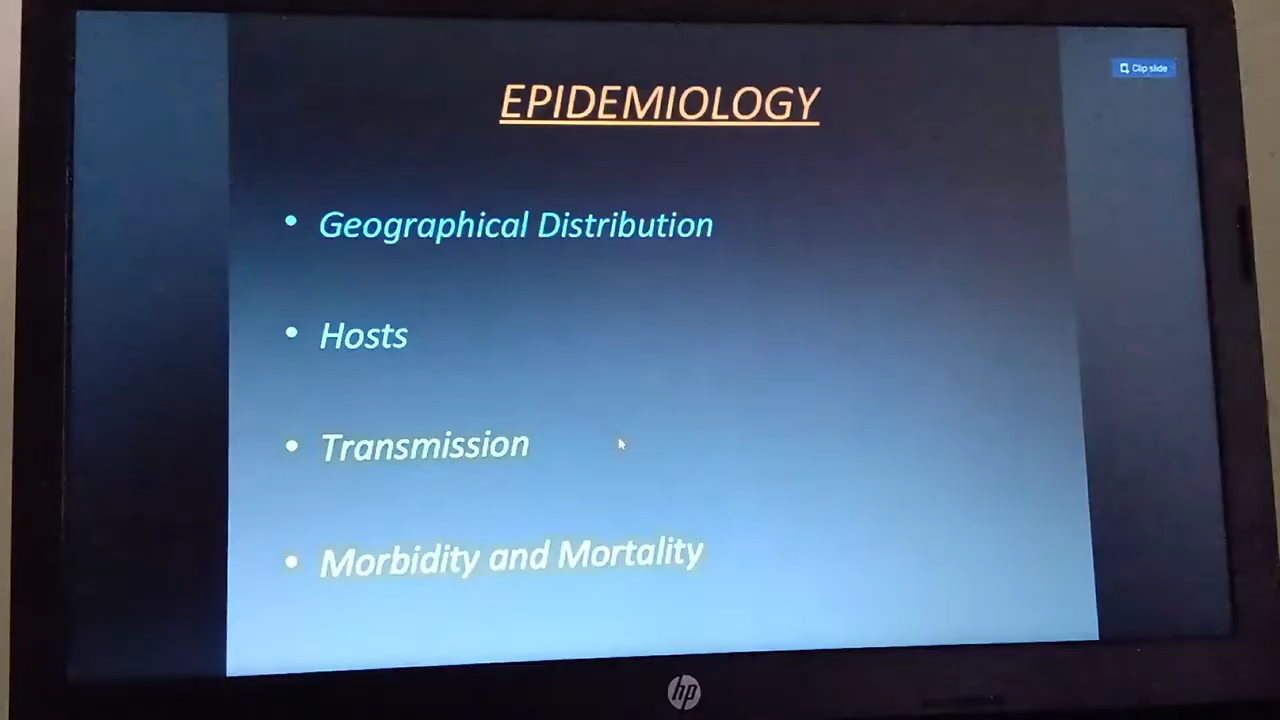 Clip slide
EPIDEMIOLOGY
• Geographical Distribution
• Hosts
• Transmission
• Morbidity and Mortality
hp